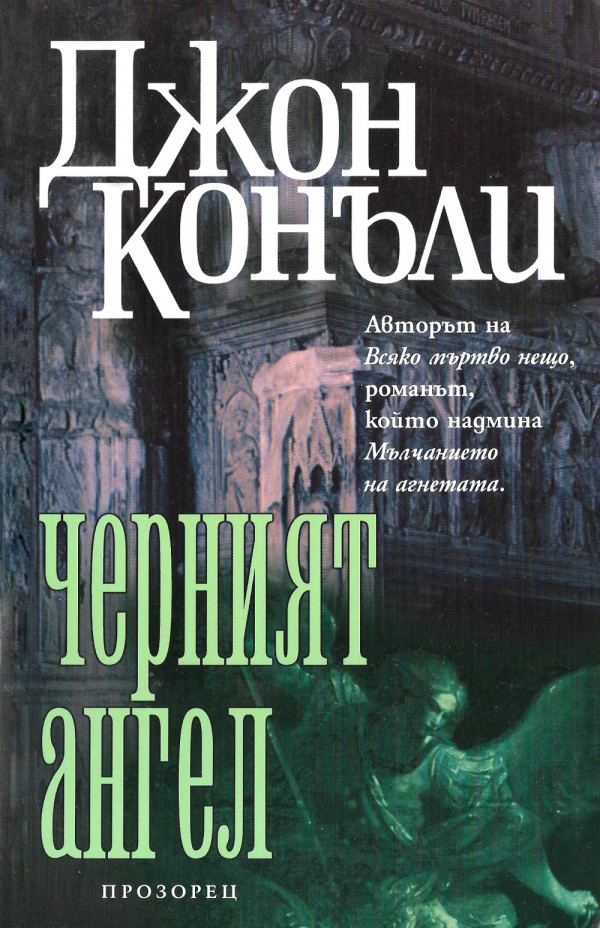 Джон
Конъли
Авторът на
Всяко мъртво нещо,
романът,
който надмина
Мълчанието
на агнетата.
черният
ангел
ПРОЗОРЕЦ